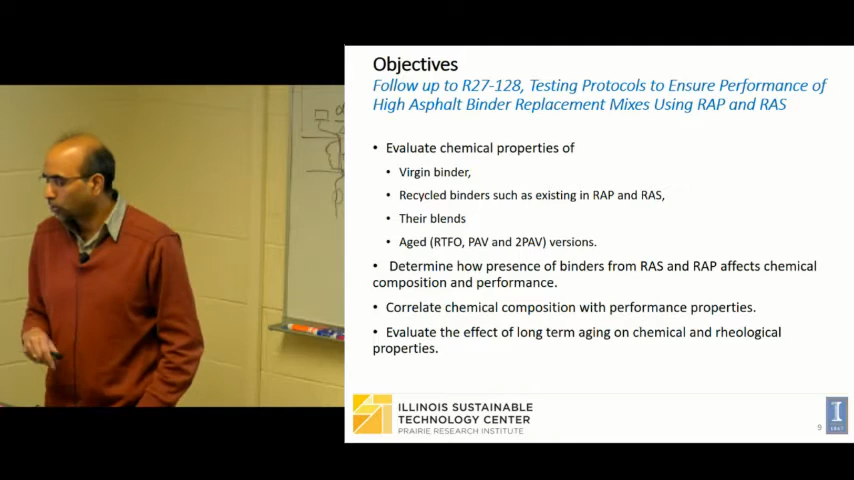 Objectives
Follow up to R27-128, Testing Protocols to Ensure Performance of
High Asphalt Binder Replacement Mixes Using RAP and RAS
• Evaluate chemical properties of
• Virgin binder,
• Recycled binders such as existing in RAP and RAS,
• Their blends
• Aged (RTFO, PAV and 2PAV) versions.
• Determine how presence of binders from RAS and RAP affects chemical
composition and performance.
• Correlate chemical composition with performance properties.
• Evaluate the effect of long term aging on chemical and rheological
properties.
ILLINOIS SUSTAINABLE
TECHNOLOGY CENTER
PRAIRIE RESEARCH INSTITUTE
9
I